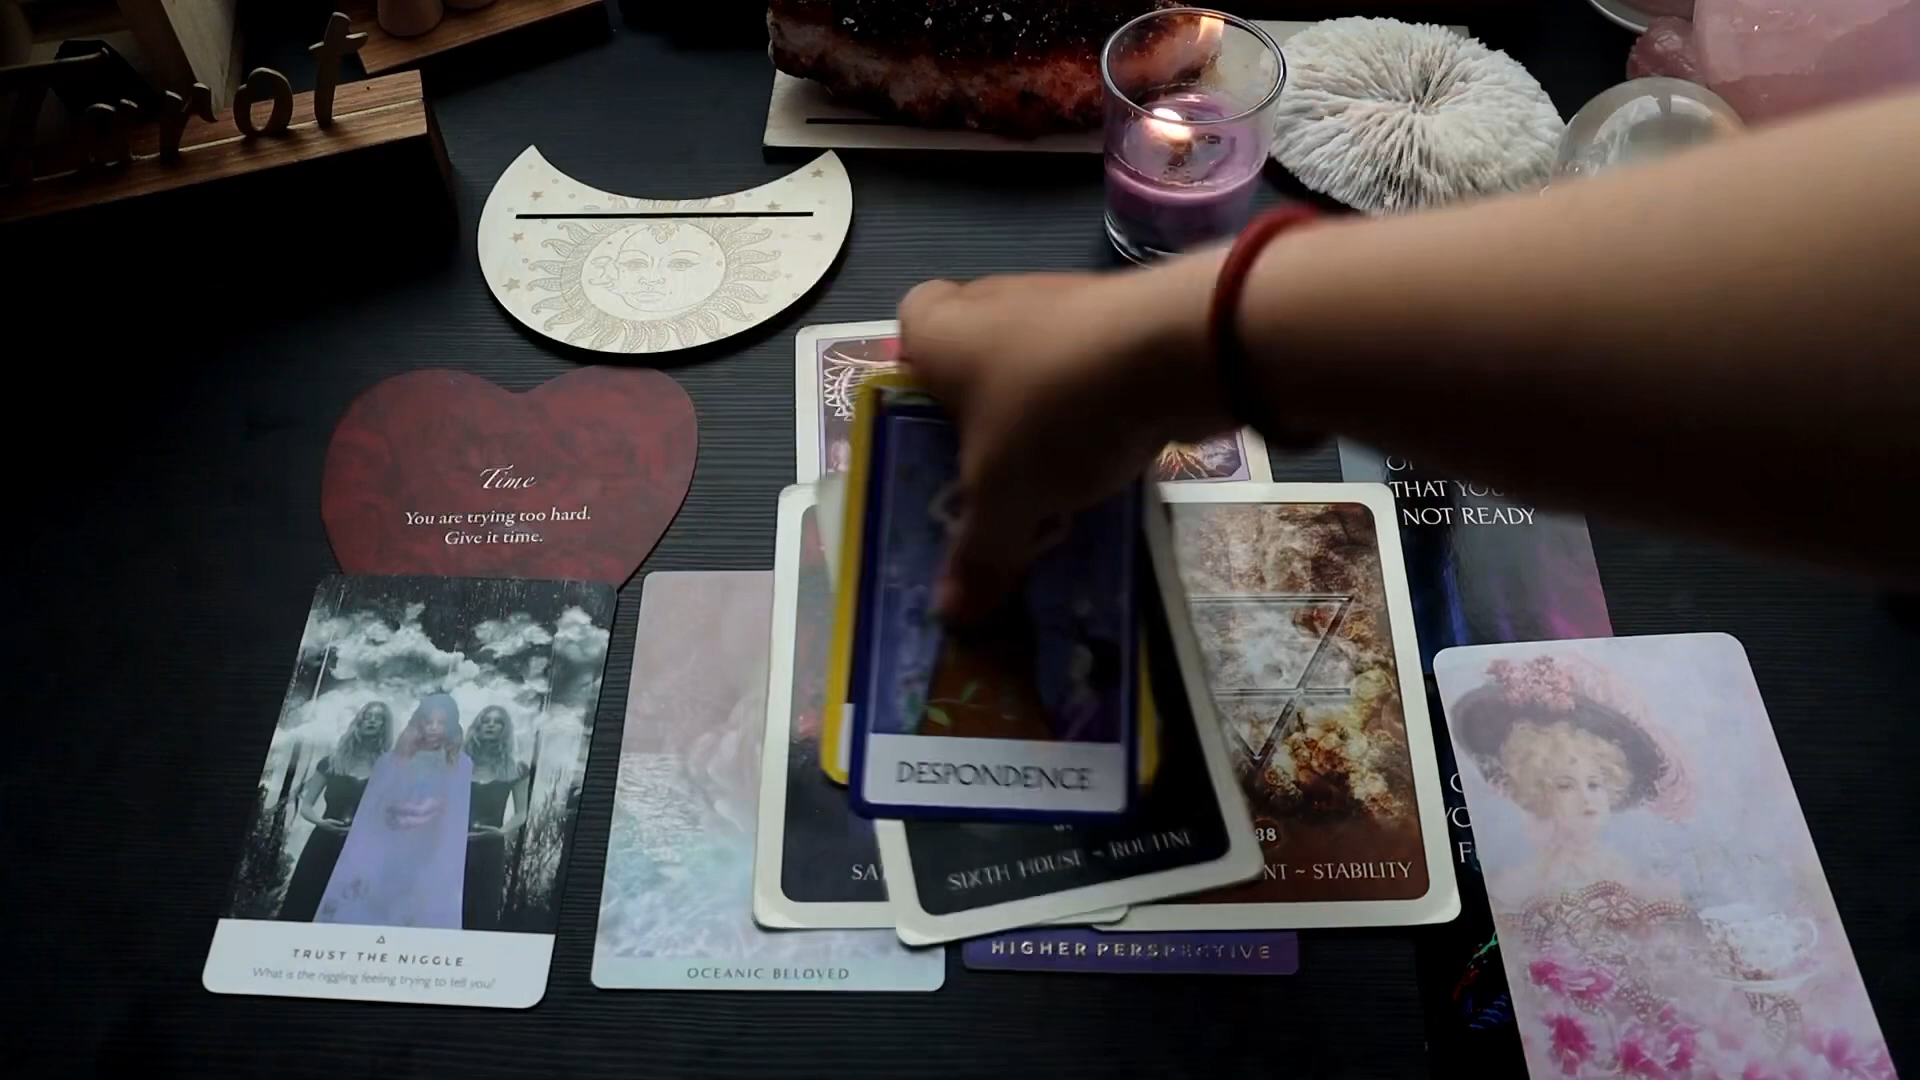 Tarot
Time
You are trying too hard.
Give it time.
THAT YOU
NOT READY
DESPONDENCE
38
SIXTH HOUSE ~ ROUTINE
~ STABILITY
TRUST THE NIGGLE
What is the niggling feeling trying to tell you?
OCEANIC BELOVED
HIGHER PERSPECTIVE